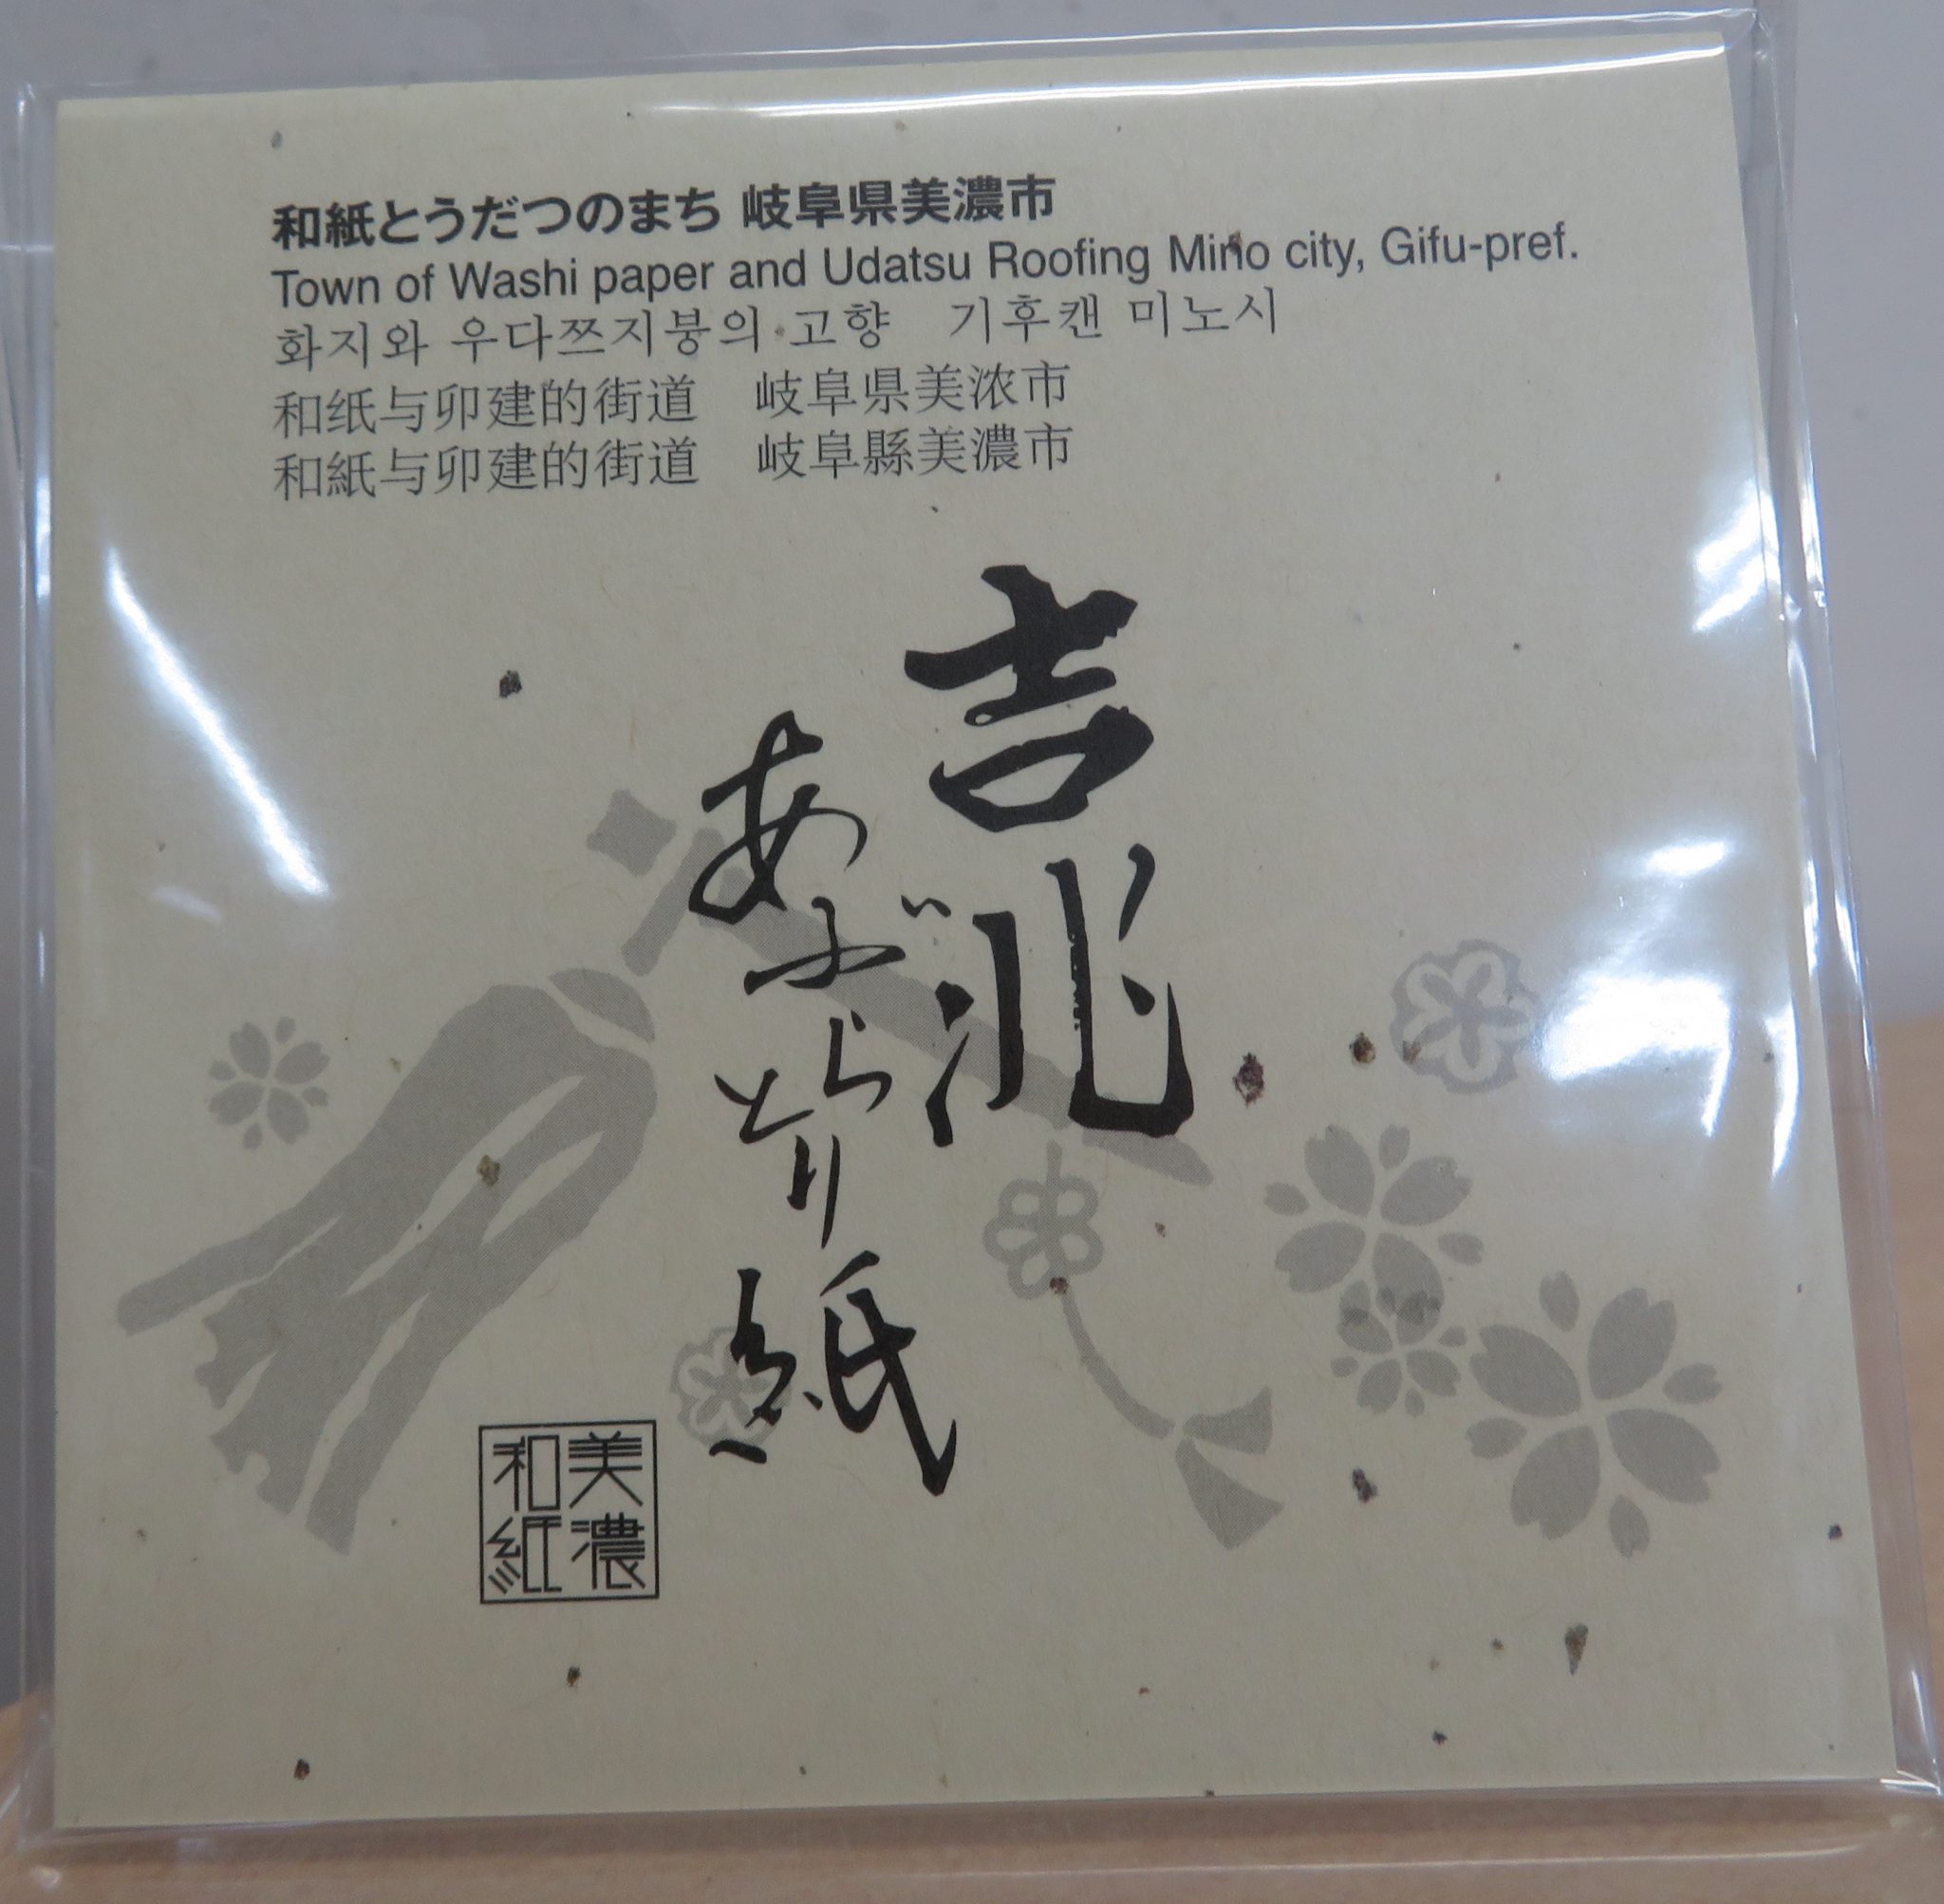 和紙とうだつのまち 岐阜県美濃市
Town of Washi paper and Udatsu Roofing Mino city, Gifu-pref.
화지와 우다쯔지붕의 고향 기후캔 미노시
和纸与卯建的街道 岐阜県美浓市
和紙与卯建的街道 岐阜縣美濃市
吉兆
あぶらとり紙
美濃
和紙